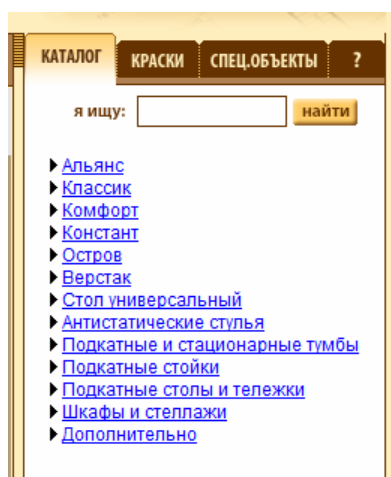 КАТАЛОГ КРАСКИ СПЕЦ.ОБЪЕКТЫ ?
я ищу: найти
Альянс
Классик
Комфорт
Констант
Остров
Верстак
Стол универсальный
Антистатические стулья
Подкатные и стационарные тумбы
Подкатные стойки
Подкатные столы и тележки
Шкафы и стеллажи
Дополнительно